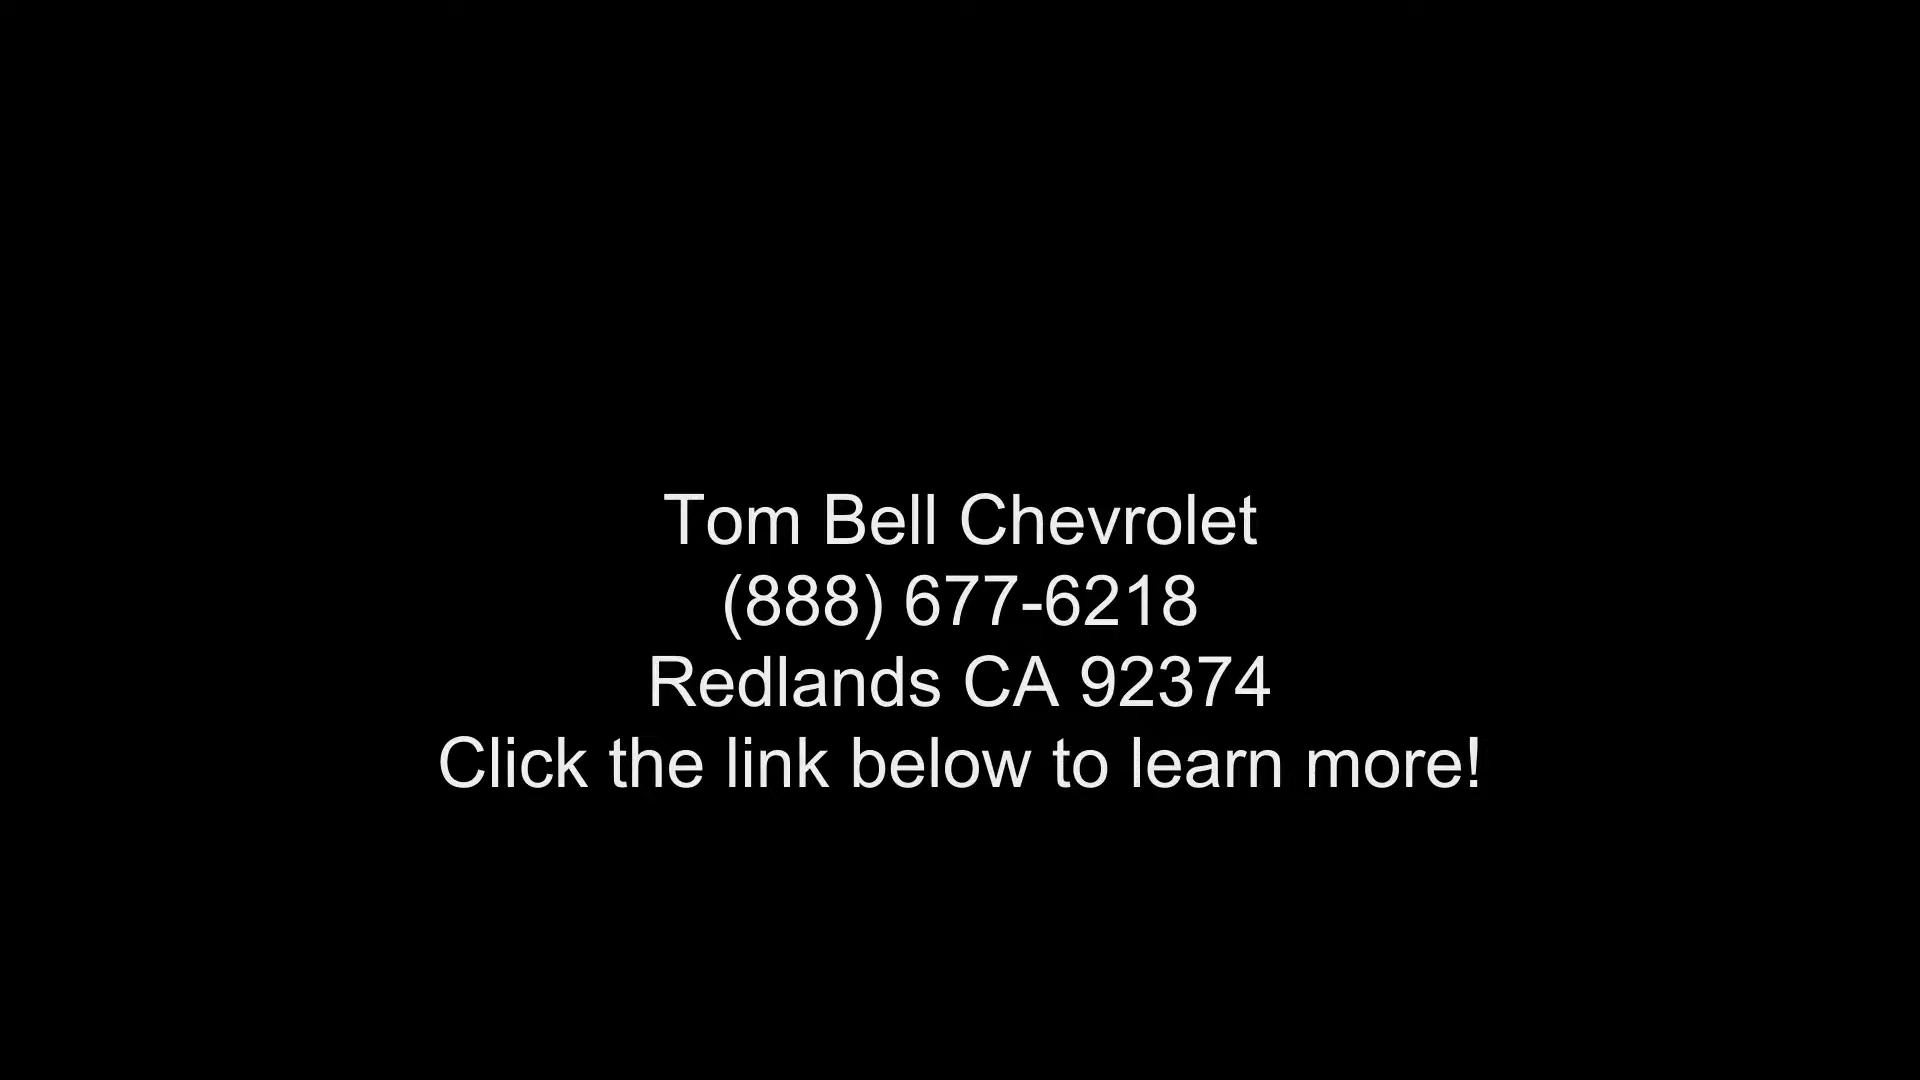 Tom Bell Chevrolet
(888) 677-6218
Redlands CA 92374
Click the link below to learn more!